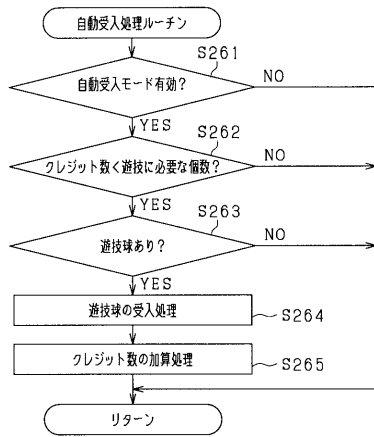 自動受入処理ルーチン
S261
自動受入モード有効？
NO
YES
S262
クレジット数く遊技に必要な個数？
NO
YES
S263
遊技球あり？
NO
YES
遊技球の受入処理
S264
クレジット数の加算処理
S265
リターン